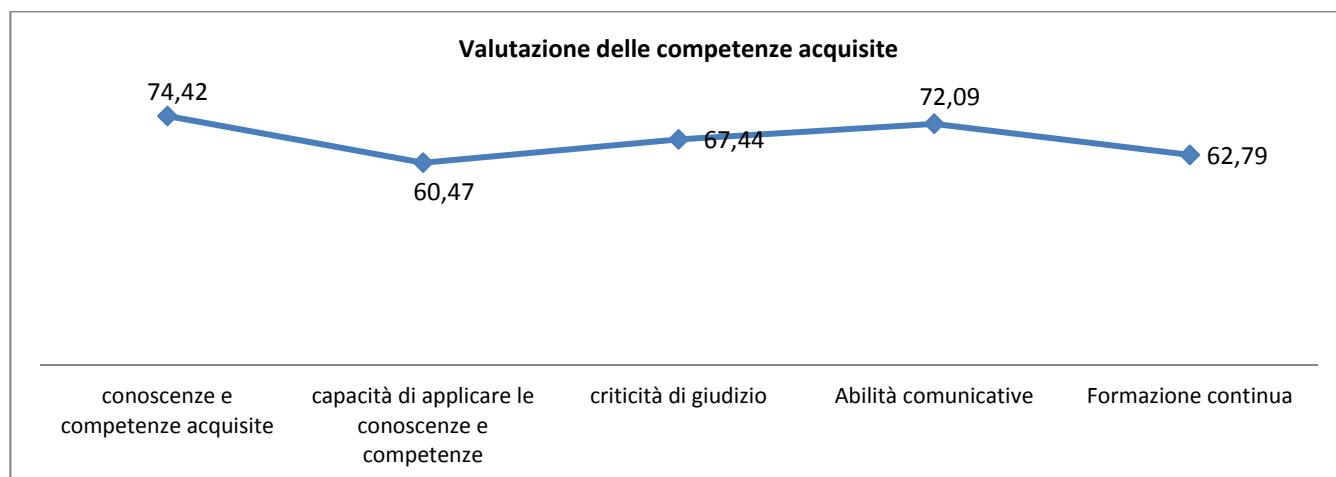 Valutazione delle competenze acquisite
74,42
60,47
67,44
72,09
62,79
conoscenze e
competenze acquisite
capacità di applicare le
conoscenze e
competenze
criticità di giudizio
Abilità comunicative
Formazione continua